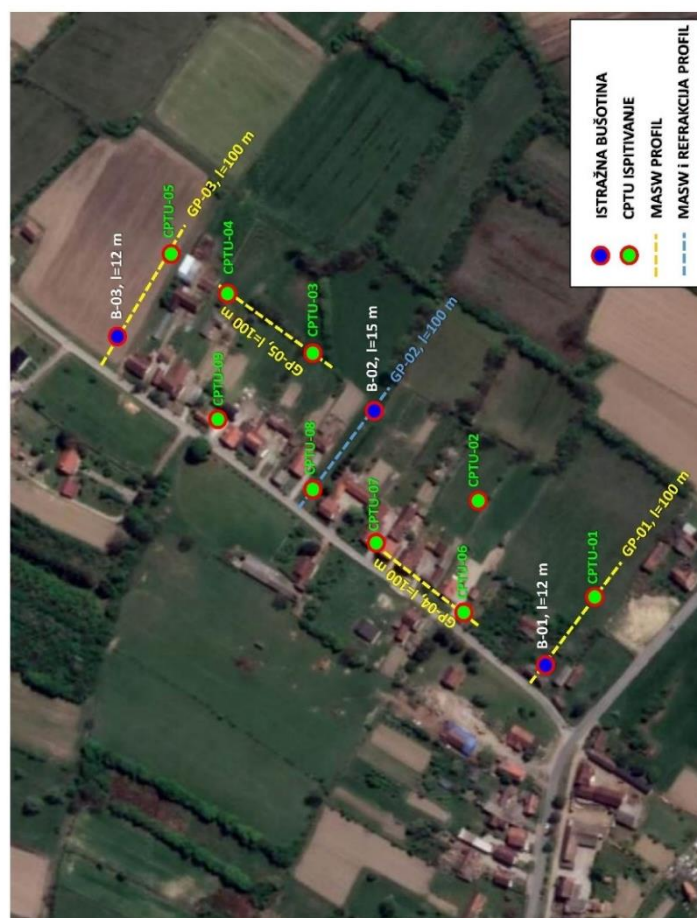 B-03, l=12 m
CPTU-05
GP-03, l=100 m
CPTU-04
CPTU-09
GP-05, l=100 m
CPTU-03
CPTU-08
B-02, l=15 m
GP-02, l=100 m
CPTU-07
CPTU-02
GP-04, l=100 m
CPTU-06
B-01, l=12 m
CPTU-01
GP-01, l=100 m
ISTRAŽNA BUŠOTINA
CPTU ISPITIVANJE
MASW PROFIL
MASW i REFRAKCIJA PROFIL